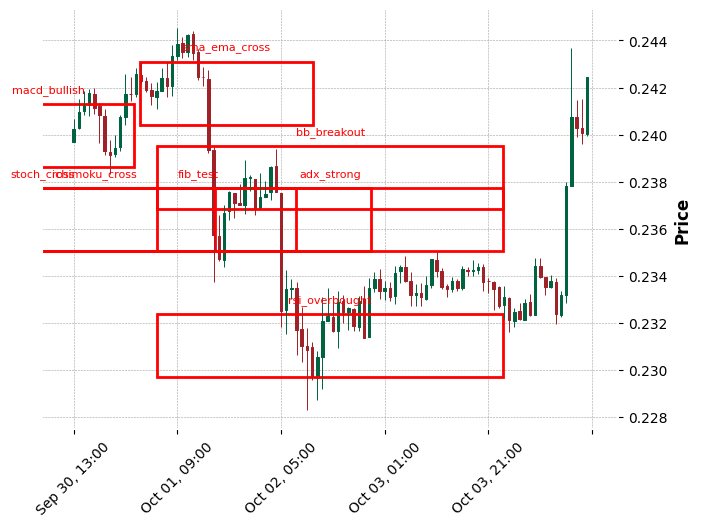 sma_ema_cross
macd_bullish
bb_breakout
stoch_cross
ichimoku_cross
fib_test
adx_strong
rsi_overbought
0.244
0.242
0.240
0.238
0.236
0.234
0.232
0.230
0.228
Price
Sep 30, 13:00
Oct 01, 09:00
Oct 02, 05:00
Oct 03, 01:00
Oct 03, 21:00